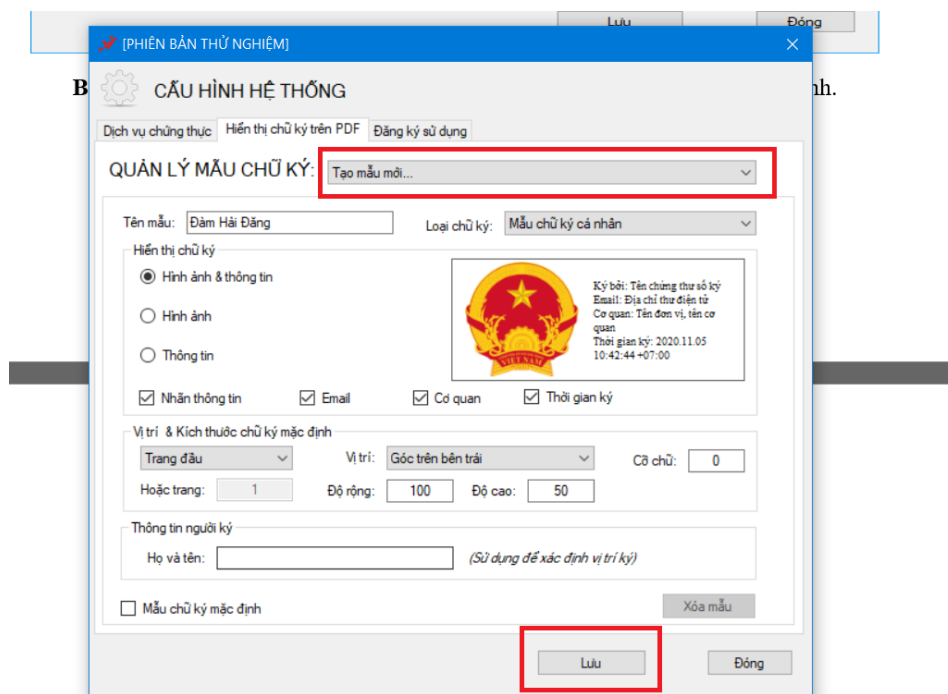 Lưu Đóng
[PHIÊN BẢN THỬ NGHIỆM]
B
CẤU HÌNH HỆ THỐNG
nh.
Dịch vụ chứng thực Hiển thị chữ ký trên PDF Đăng ký sử dụng
QUẢN LÝ MẪU CHỮ KÝ: Tạo mẫu mới...
Tên mẫu: Đàm Hải Đăng Loại chữ ký: Mẫu chữ ký cá nhân
Hiển thị chữ ký
Hình ảnh & thông tin
Hình ảnh
Thông tin
VIỆT NAM
Ký bởi: Tên chứng thư số ký
Email: Địa chỉ thư điện tử
Cơ quan: Tên đơn vị, tên cơ
quan
Thời gian ký: 2020.11.05
10:42:44 +07:00
Nhãn thông tin Email Cơ quan Thời gian ký
Vị trí & Kích thước chữ ký mặc định
Trang đầu Vị trí: Góc trên bên trái Cỡ chữ: 0
Hoặc trang: 1 Độ rộng: 100 Độ cao: 50
Thông tin người ký
Họ và tên: (Sử dụng để xác định vị trí ký)
Mẫu chữ ký mặc định Xóa mẫu
Lưu Đóng